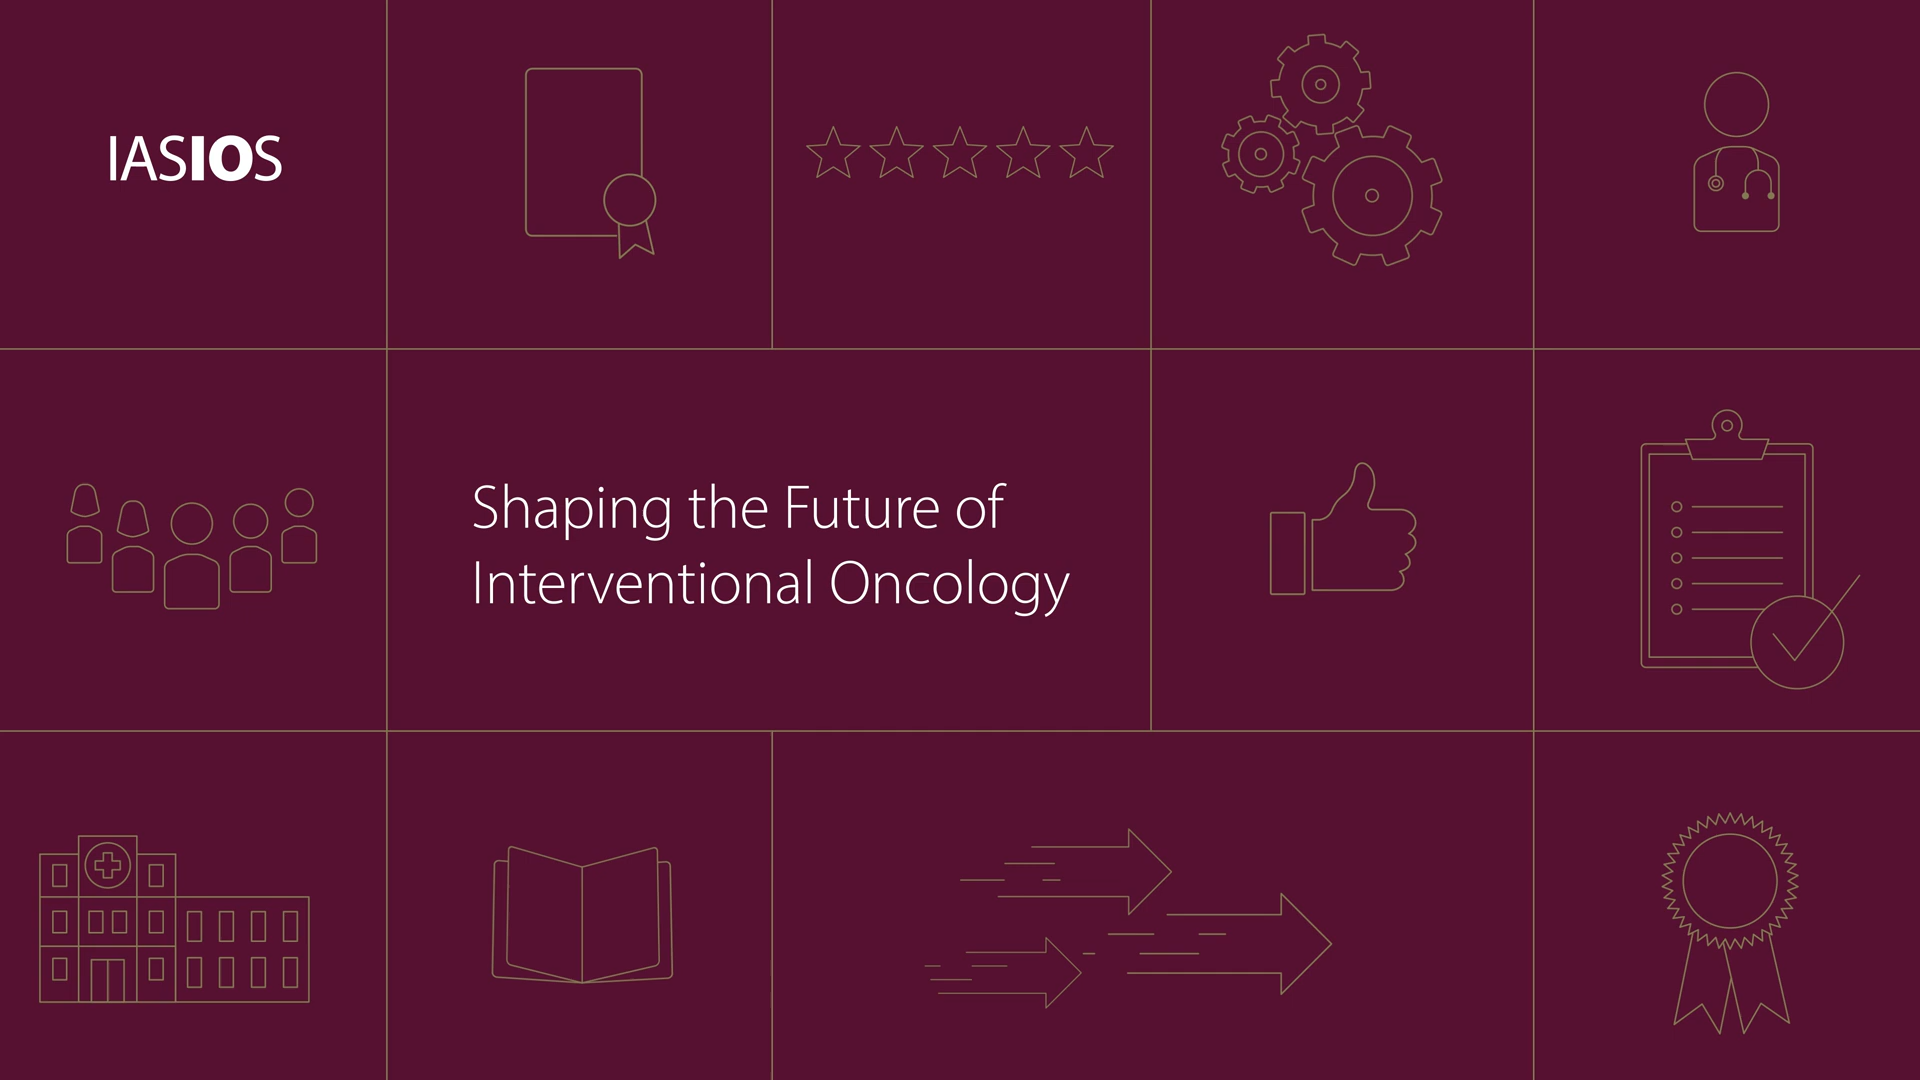 IASIOS
Shaping the Future of
Interventional Oncology